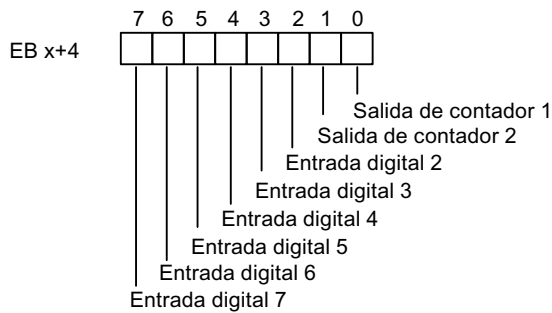 7 6 5 4 3 2 1 0
EB x+4
Salida de contador 1
Salida de contador 2
Entrada digital 2
Entrada digital 3
Entrada digital 4
Entrada digital 5
Entrada digital 6
Entrada digital 7